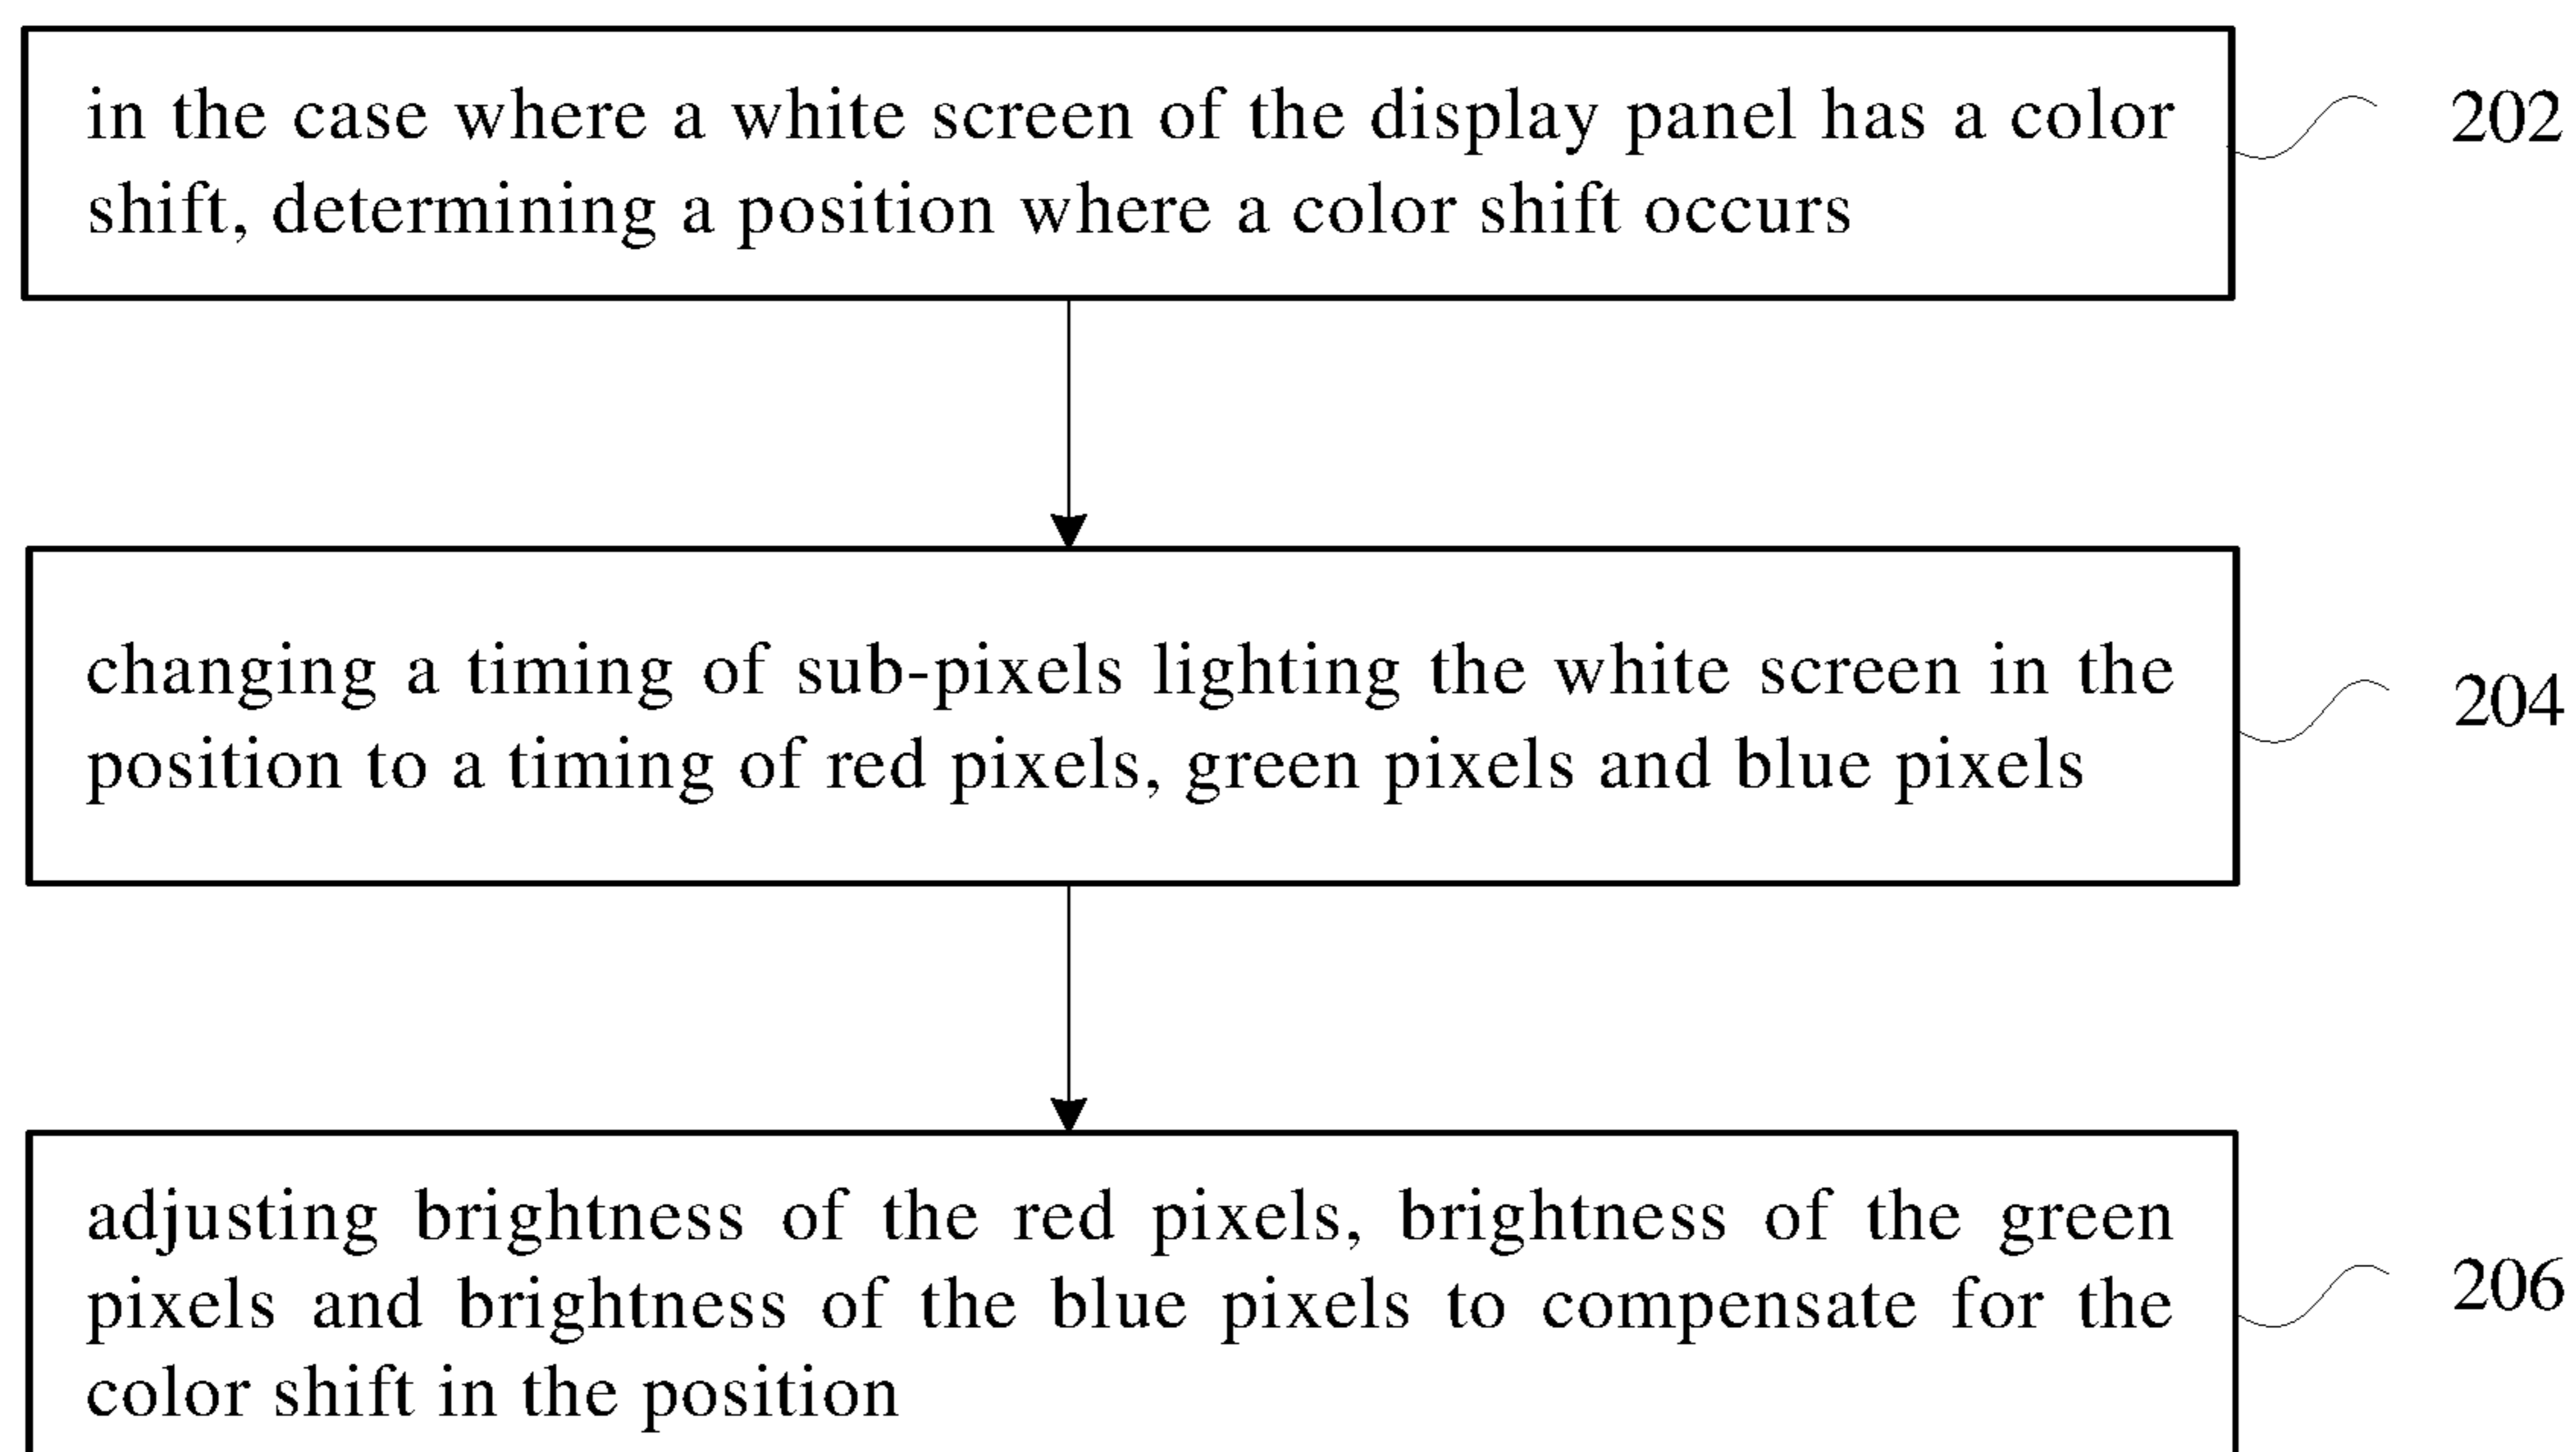 in the case where a white screen of the display panel has a color
shift, determining a position where a color shift occurs
202
changing a timing of sub-pixels lighting the white screen in the
position to a timing of red pixels, green pixels and blue pixels
204
adjusting brightness of the red pixels, brightness of the green
pixels and brightness of the blue pixels to compensate for the
color shift in the position
206